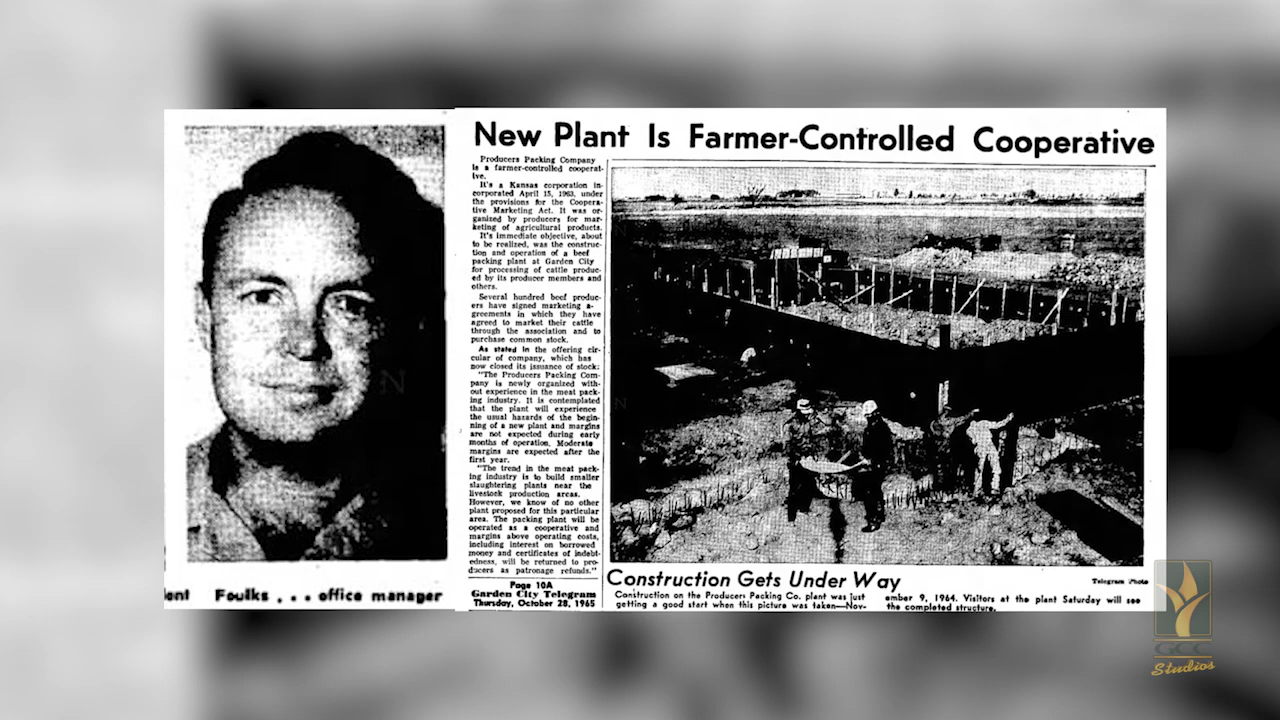 ent Foulks . . . office manager
New Plant Is Farmer-Controlled Cooperative
Producers Packing Company
is a farmer-controlled cooperat-
ive.
It's a Kansas corporation in-
corporated April 15, 1963, under
the provisions for the Coopera-
tive Marketing Act. It was or-
ganized by producers for mar-
keting of agricultural products.
It's immediate objective, about
to be realized, was the construc-
tion and operation of a beef
packing plant at Garden City
for processing of cattle produc-
ed by its producer members and
others.
Several hundred beef produc-
ers have signed marketing a-
greements in which they have
agreed to market their cattle
through the association and to
purchase common stock.
As stated in the offering cir-
cular of company, which has
now closed its issuance of stock:
"The Producers Packing Com-
pany is newly organized with-
out experience in the meat pack-
ing industry. It is contemplated
that the plant will experience
the usual hazards of the begin-
ning of a new plant and margins
are not expected during early
months of operation. Moderate
margins are expected after the
first year.
"The trend in the meat pack-
ing industry is to build smaller
slaughtering plants near the
livestock production areas.
However, we know of no other
plant proposed for this particular
area. The packing plant will be
operated as a cooperative and
margins above operating costs,
including interest on borrowed
money and certificates of indebt-
edness, will be returned to pro-
ducers as patronage refunds."
Page 10A
Garden City Telegram
Thursday, October 28, 1965
Construction Gets Under Way
Telegram Photo
Construction on the Producers Packing Co. plant was just
getting a good start when this picture was taken—Nov-
ember 9, 1964. Visitors at the plant Saturday will see
the completed structure.
GCC
Studios